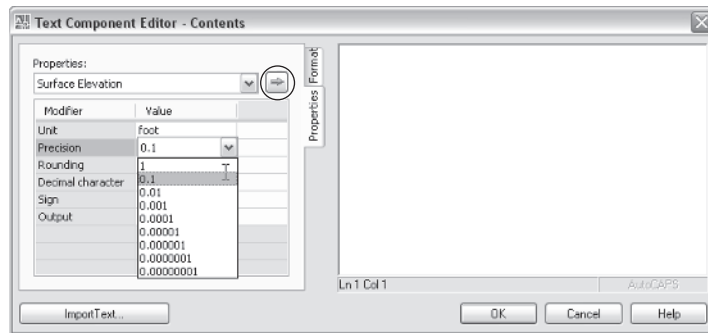 Text Component Editor - Contents
Properties:
Surface Elevation
Modifier Value
Unit foot
Precision 0.1
Rounding 1
Decimal character 0.1
0.01
Sign 0.001
Output 0.0001
0.00001
0.000001
0.0000001
0.00000001
Format
Properties
Ln 1 Col 1
AutoCAPS
ImportText...
OK Cancel Help